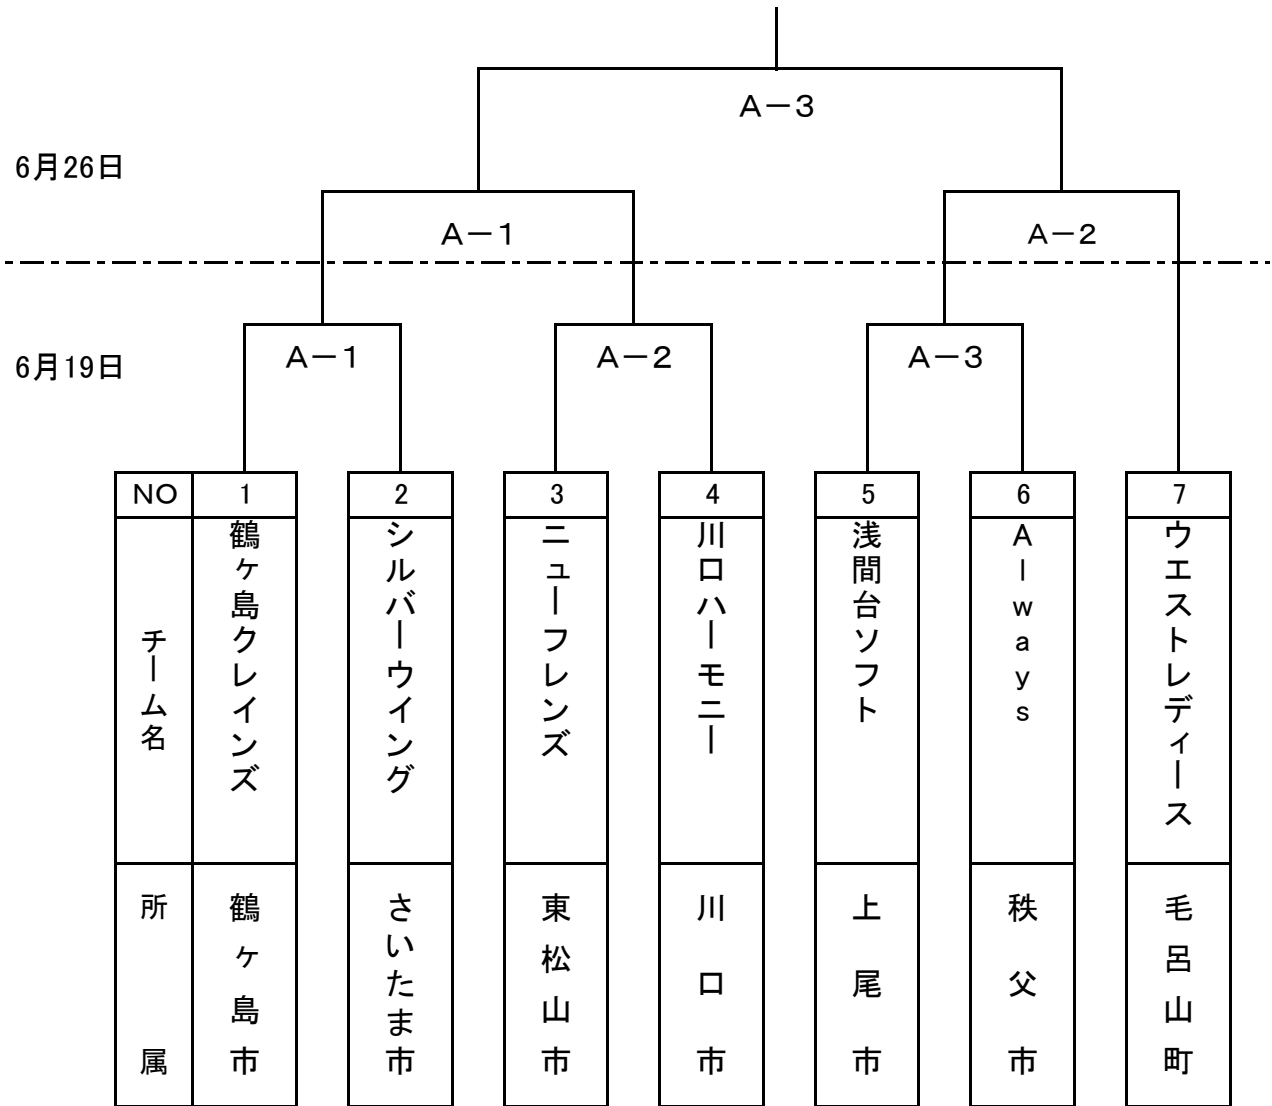 A－3
6月26日
A－1
A－2
6月19日
A－1
A－2
A－3
NO
1
2
3
4
5
6
7
チーム名
鶴ヶ島クレインズ
シルバーウイング
ニューフレンズ
川口ハーモニー
浅間台ソフト
Always
ウエストレディース
所属
鶴ヶ島市
さいたま市
東松山市
川口市
上尾市
秩父市
毛呂山町